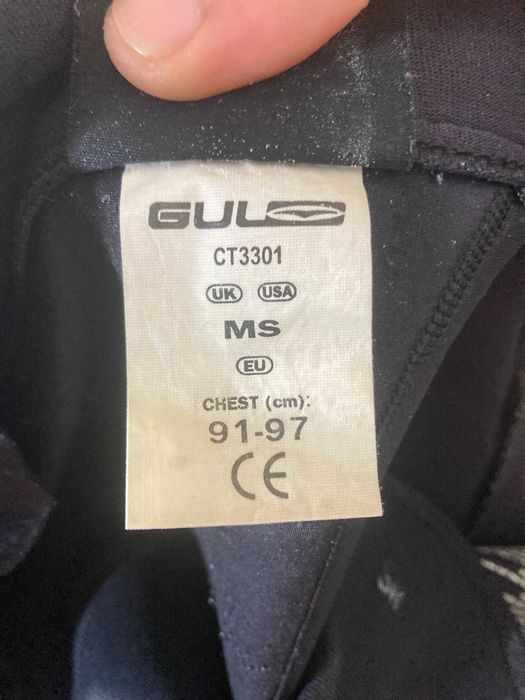 GUL
CT3301
UK USA
MS
EU
CHEST (cm):
91-97
CE